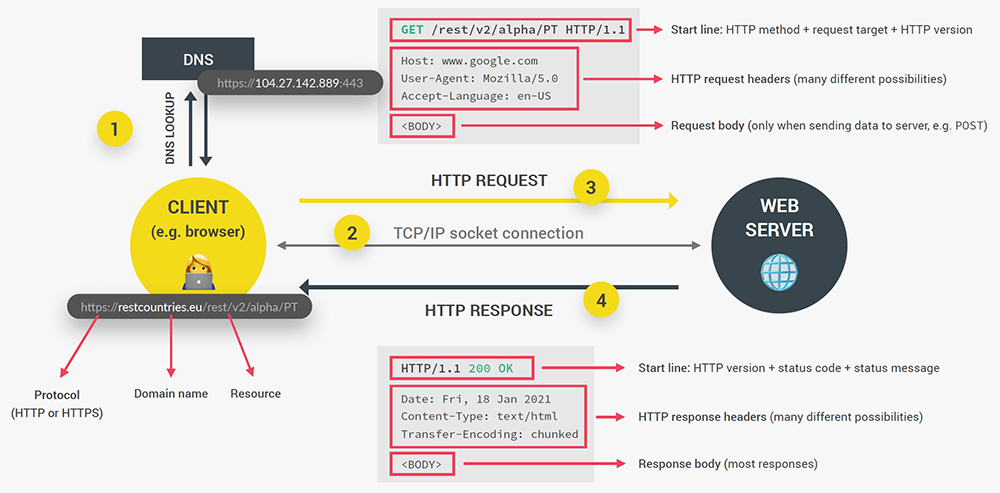 DNS
https://104.27.142.889:443
1
DNS LOOKUP
CLIENT
(e.g. browser)
https://restcountries.eu/rest/v2/alpha/PT
Protocol
(HTTP or HTTPS)
Domain name
Resource
GET /rest/v2/alpha/PT HTTP/1.1
Start line: HTTP method + request target + HTTP version
Host: www.google.com
User-Agent: Mozilla/5.0
Accept-Language: en-US
HTTP request headers (many different possibilities)
<BODY>
Request body (only when sending data to server, e.g. POST)
HTTP REQUEST
3
2
TCP/IP socket connection
4
HTTP RESPONSE
WEB
SERVER
HTTP/1.1 200 OK
Start line: HTTP version + status code + status message
Date: Fri, 18 Jan 2021
Content-Type: text/html
Transfer-Encoding: chunked
HTTP response headers (many different possibilities)
<BODY>
Response body (most responses)